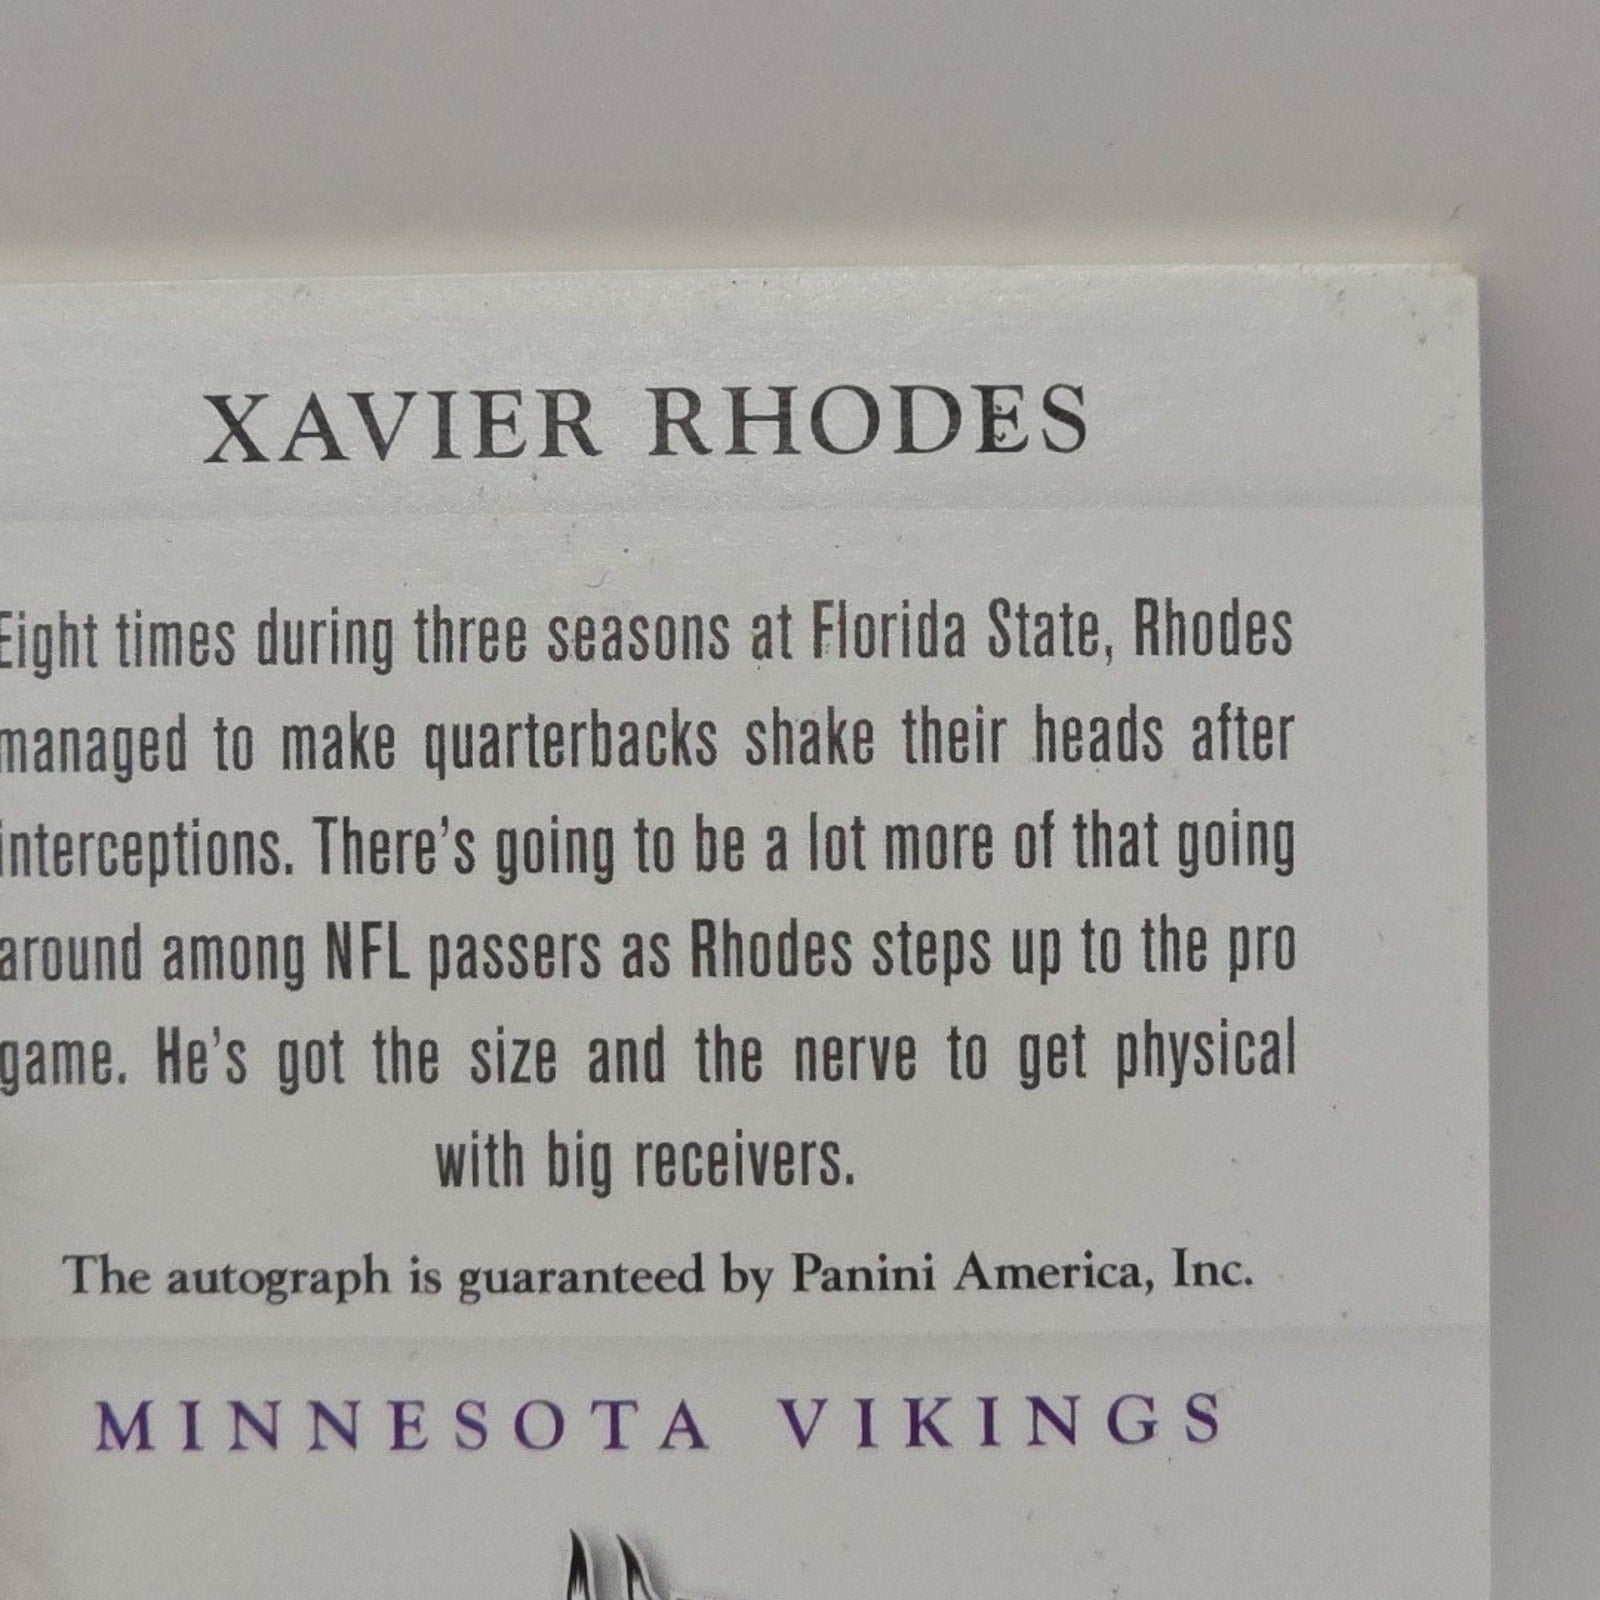 XAVIER RHODES
Eight times during three seasons at Florida State, Rhodes
managed to make quarterbacks shake their heads after
interceptions. There's going to be a lot more of that going
around among NFL passers as Rhodes steps up to the pro
game. He's got the size and the nerve to get physical
with big receivers.
The autograph is guaranteed by Panini America, Inc.
MINNESOTA VIKINGS